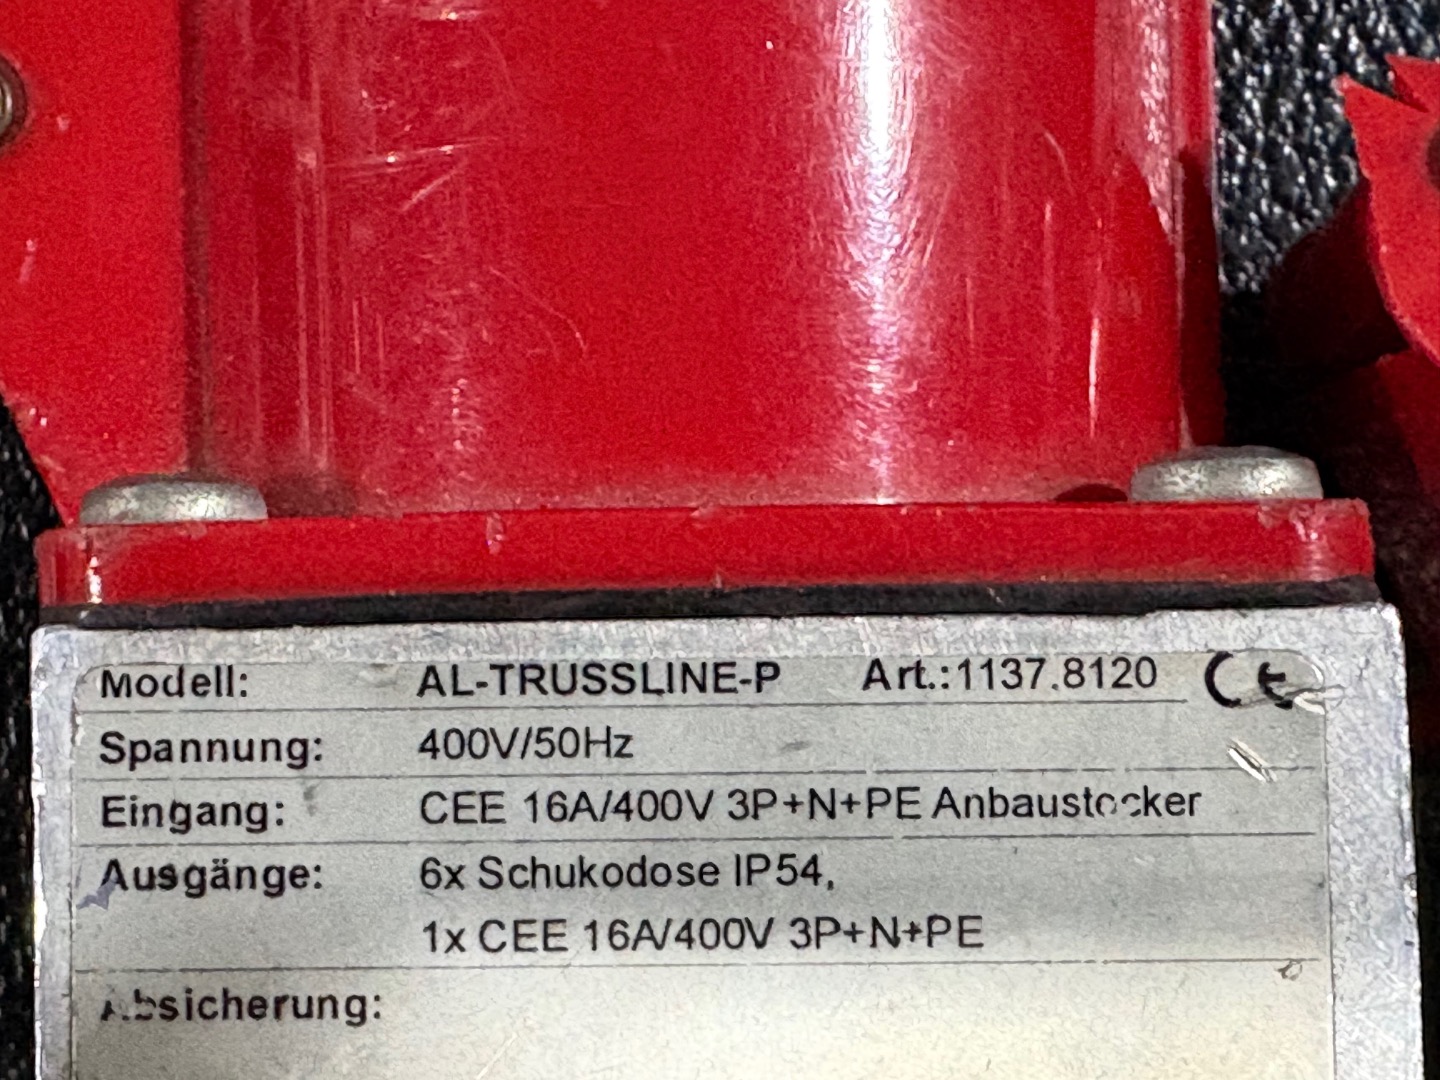 Modell: AL-TRUSSLINE-P Art.:1137.8120 CE
Spannung: 400V/50Hz
Eingang: CEE 16A/400V 3P+N+PE Anbaustecker
Ausgänge: 6x Schukodose IP54,
1x CEE 16A/400V 3P+N+PE
Absicherung: